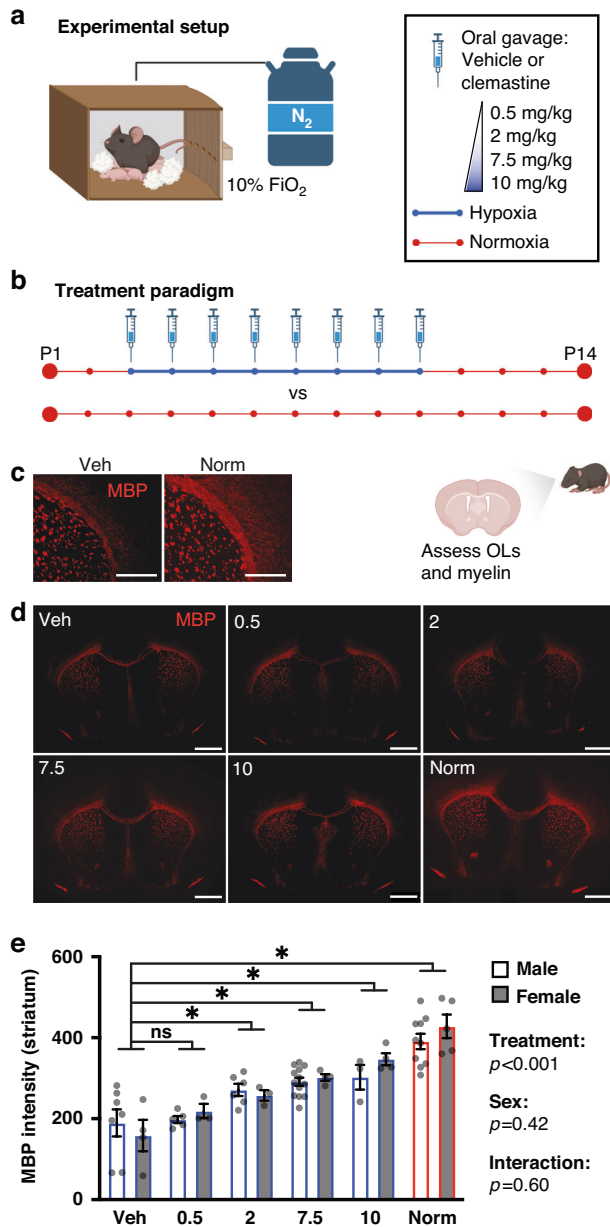 a
Experimental setup
N₂
10% FiO₂
Oral gavage:
Vehicle or
clemastine
0.5 mg/kg
2 mg/kg
7.5 mg/kg
10 mg/kg
Hypoxia
Normoxia
b
Treatment paradigm
P1
P14
vs
c
Veh
Norm
MBP
Assess OLs
and myelin
d
Veh
MBP
0.5
2
7.5
10
Norm
e
600
400
200
0
MBP intensity (striatum)
ns
*
*
*
*
Veh
0.5
2
7.5
10
Norm
Male
Female
Treatment:
p<0.001
Sex:
p=0.42
Interaction:
p=0.60